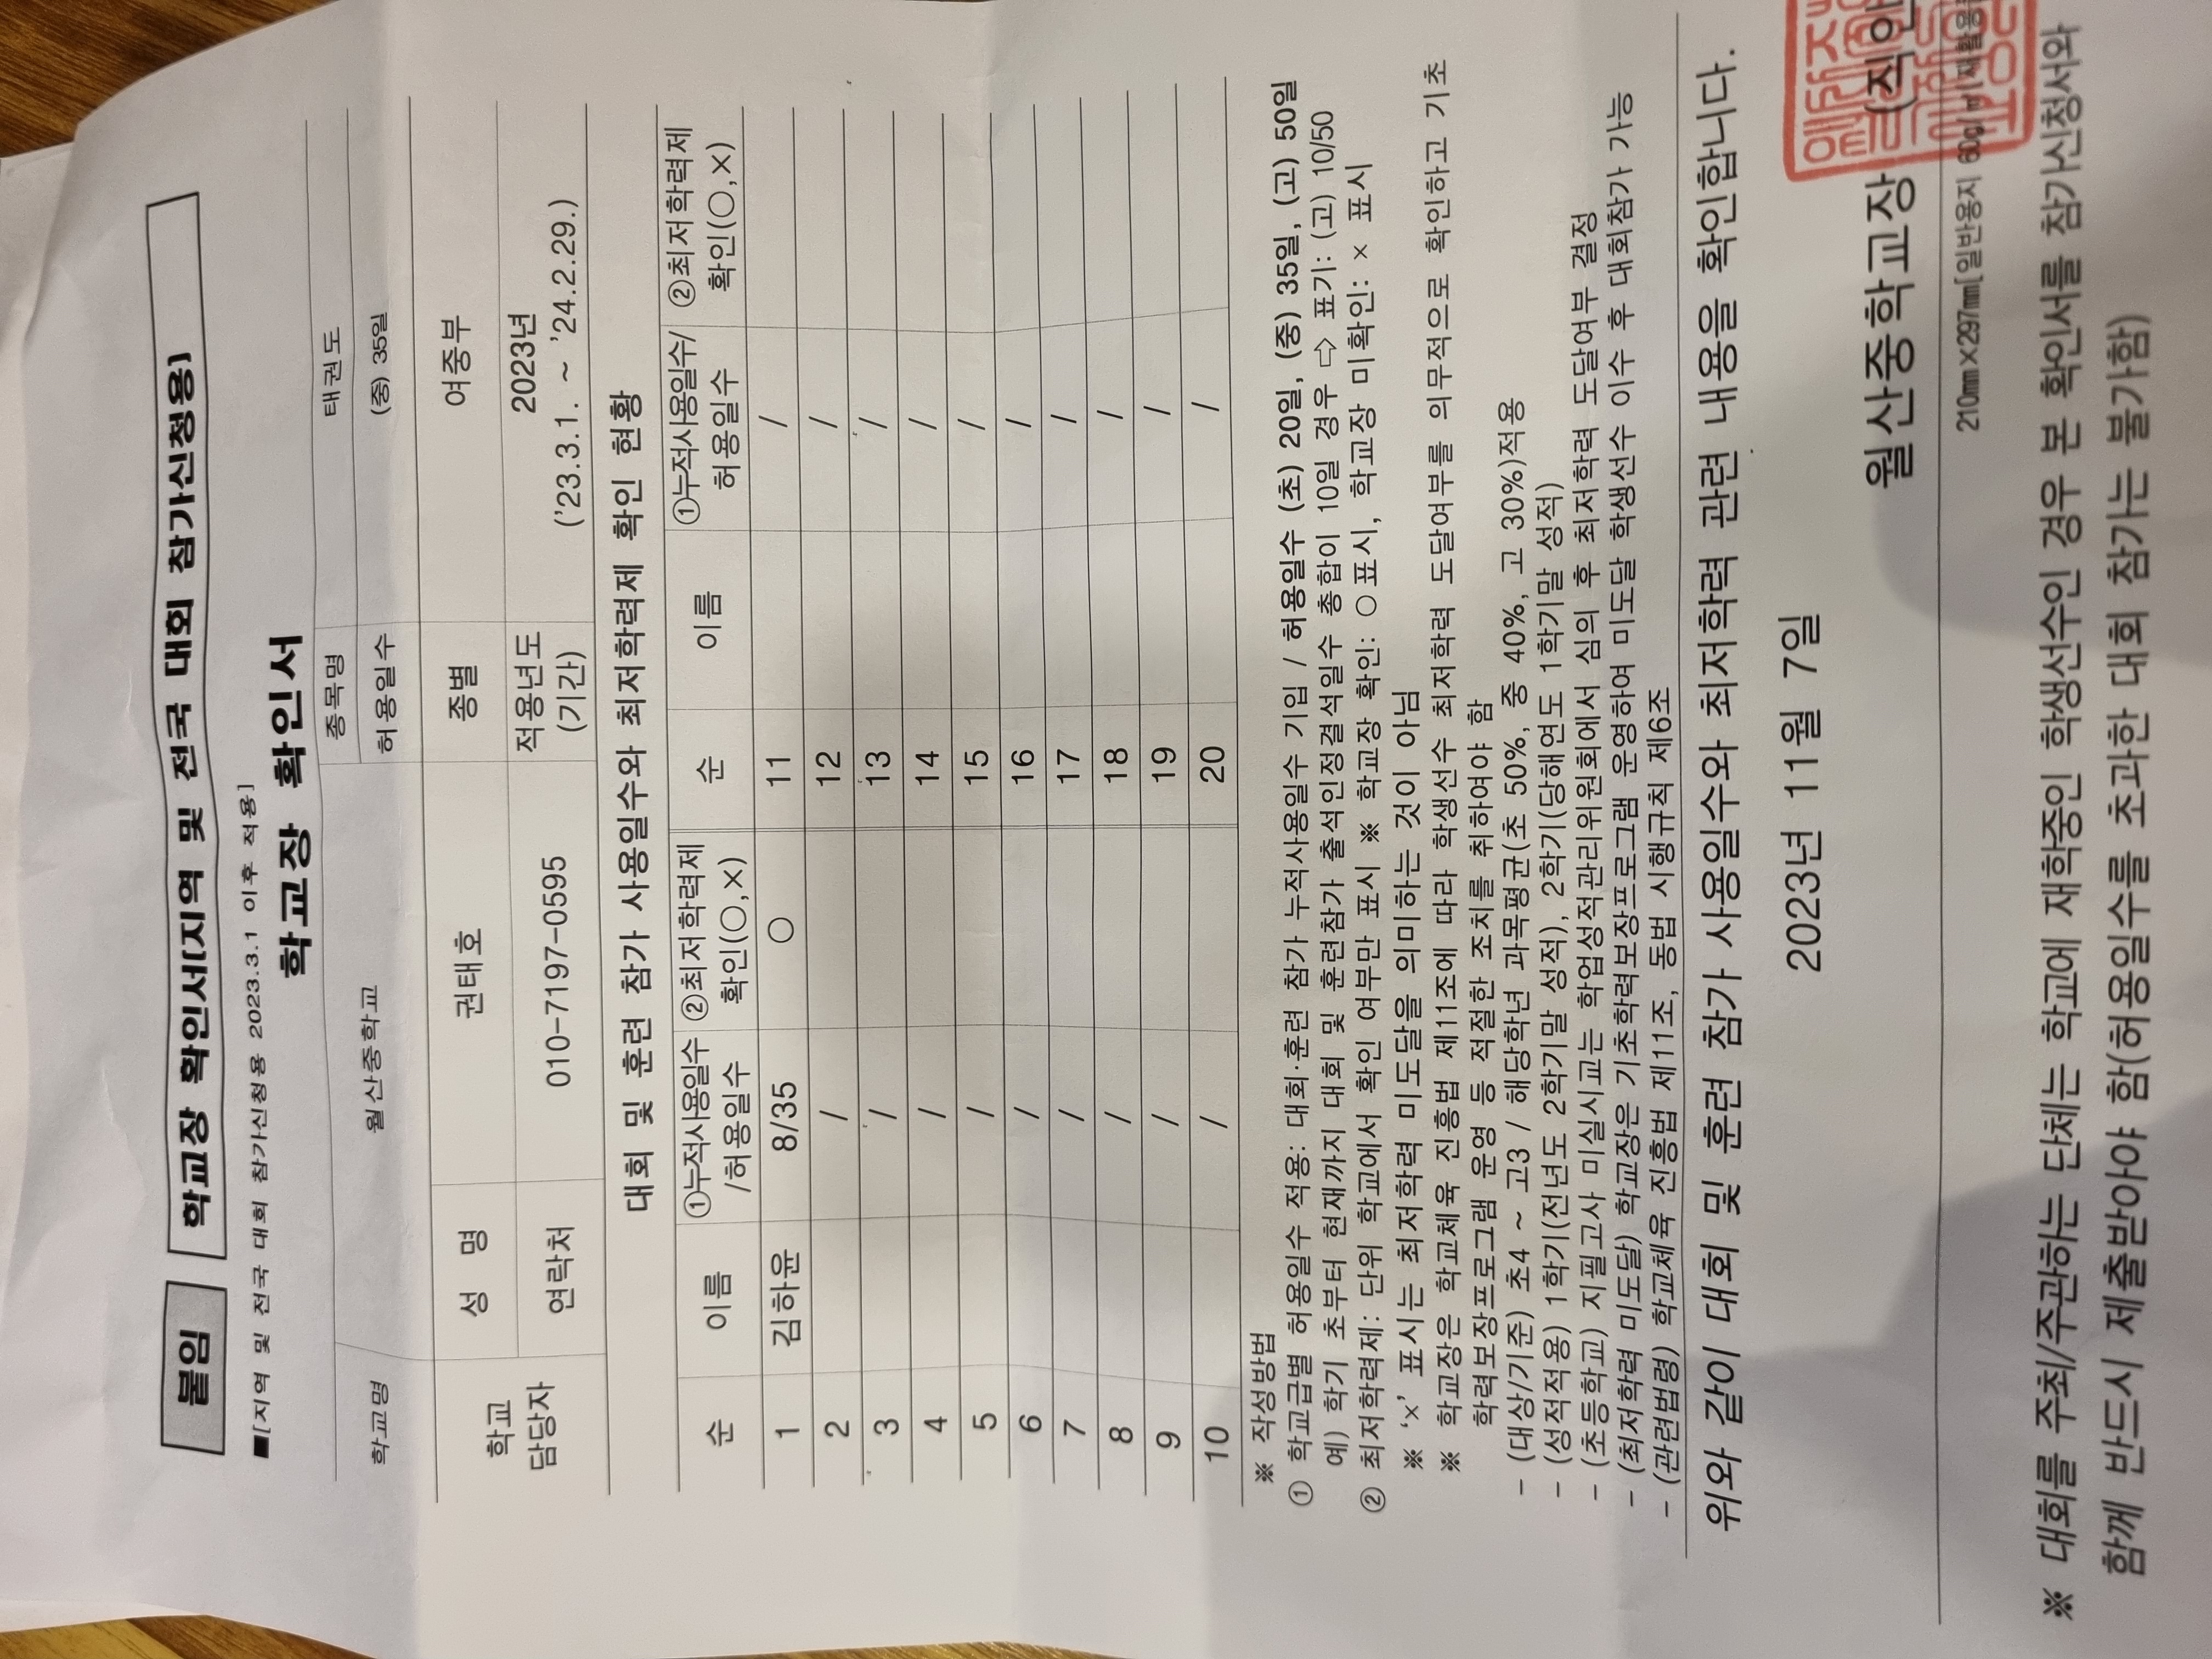 붙임 학교장 확인서(지역 및 전국 대회 참가신청용)
■[지역 및 전국 대회 참가신청용 2023.3.1 이후 적용]
학교장 확인서
학교명 월산중학교 종목명 태권도
허용일수 (중) 35일
학교 담당자 성 명 권태호 종별 여중부
연락처 010-7197-0595 적용년도 (기간) 2023년 ('23.3.1. ~ '24.2.29.)
대회 및 훈련 참가 사용일수와 최저학력제 확인 현황
순 이름 ①누적사용일수/허용일수 ②최저학력제 확인(○,×) 순 이름 ①누적사용일수/허용일수 ②최저학력제 확인(○,×)
1 김하윤 8/35 ○ 11 /
2 / 12 /
3 / 13 /
4 / 14 /
5 / 15 /
6 / 16 /
7 / 17 /
8 / 18 /
9 / 19 /
10 / 20 /
※ 작성방법
① 학교급별 허용일수 적용: 대회·훈련 참가 누적사용일수 기입 / 허용일수 (초) 20일, (중) 35일, (고) 50일
예) 학기 초부터 현재까지 대회 및 훈련참가 출석인정결석일수 총합이 10일 경우 ⇨ 표기: (고) 10/50
② 최저학력제: 단위 학교에서 확인 여부만 표시 ※ 학교장 확인: ○표시, 학교장 미확인: × 표시
※ '×' 표시는 최저학력 미도달을 의미하는 것이 아님
※ 학교장은 학교체육 진흥법 제11조에 따라 학생선수 최저학력 도달여부를 의무적으로 확인하고 기초
학력보장프로그램 운영 등 적절한 조치를 취하여야 함
- (대상/기준) 초4 ~ 고3 / 해당학년 과목평균(초 50%, 중 40%, 고 30%)적용
- (성적적용) 1학기(전년도 2학기말 성적), 2학기(당해연도 1학기말 성적)
- (초등학교) 지필고사 미실시교는 학업성적관리위원회에서 심의 후 최저학력 도달여부 결정
- (최저학력 미도달) 학교장은 기초학력보장프로그램 운영하여 미도달 학생선수 이수 후 대회참가 가능
- (관련법령) 학교체육 진흥법 제11조, 동법 시행규칙 제6조
위와 같이 대회 및 훈련 참가 사용일수와 최저학력 관련 내용을 확인합니다.
2023년 11월 7일
월산중학교장 (직인
210㎜×297㎜[일반용지 60g/㎡
※ 대회를 주최/주관하는 단체는 학교에 재학중인 학생선수인 경우 본 확인서를 참가신청서와
함께 반드시 제출받아야 함(허용일수를 초과한 대회 참가는 불가함)